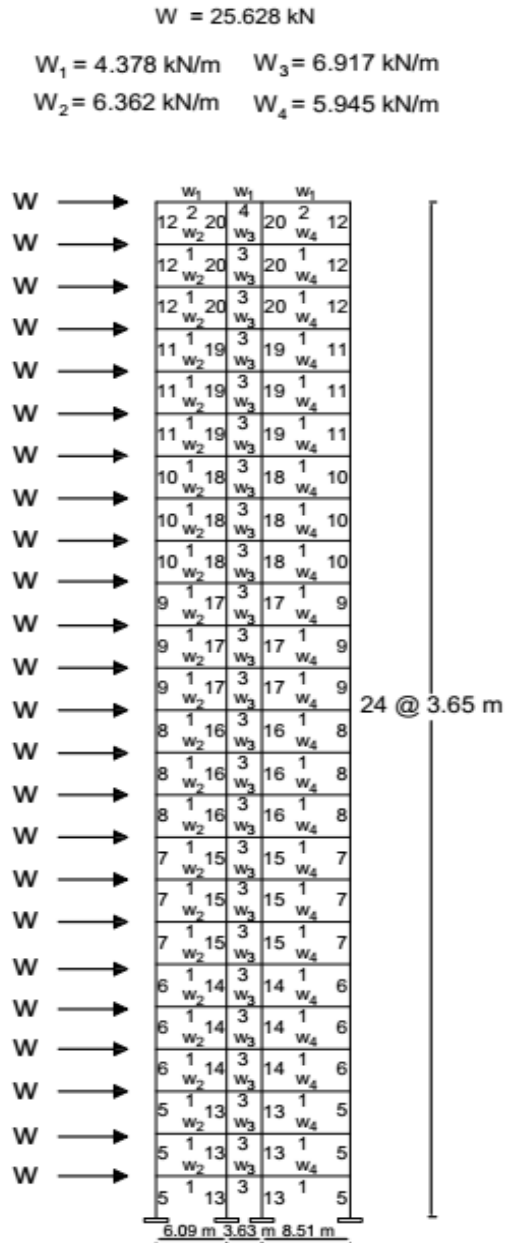 W = 25.628 kN
W₁ = 4.378 kN/m W₃ = 6.917 kN/m
W₂ = 6.362 kN/m W₄ = 5.945 kN/m
w₁ w₁ w₁
W
12 2 20 4 20 2 12
w₂ w₃ w₄
W
12 1 20 3 20 1 12
w₂ w₃ w₄
W
12 1 20 3 20 1 12
w₂ w₃ w₄
W
11 1 19 3 19 1 11
w₂ w₃ w₄
W
11 1 19 3 19 1 11
w₂ w₃ w₄
W
11 1 19 3 19 1 11
w₂ w₃ w₄
W
10 1 18 3 18 1 10
w₂ w₃ w₄
W
10 1 18 3 18 1 10
w₂ w₃ w₄
W
10 1 18 3 18 1 10
w₂ w₃ w₄
W
9 1 17 3 17 1 9
w₂ w₃ w₄
W
9 1 17 3 17 1 9
w₂ w₃ w₄
W
9 1 17 3 17 1 9
w₂ w₃ w₄
24 @ 3.65 m
W
8 1 16 3 16 1 8
w₂ w₃ w₄
W
8 1 16 3 16 1 8
w₂ w₃ w₄
W
8 1 16 3 16 1 8
w₂ w₃ w₄
W
7 1 15 3 15 1 7
w₂ w₃ w₄
W
7 1 15 3 15 1 7
w₂ w₃ w₄
W
7 1 15 3 15 1 7
w₂ w₃ w₄
W
6 1 14 3 14 1 6
w₂ w₃ w₄
W
6 1 14 3 14 1 6
w₂ w₃ w₄
W
6 1 14 3 14 1 6
w₂ w₃ w₄
W
5 1 13 3 13 1 5
w₂ w₃ w₄
W
5 1 13 3 13 1 5
w₂ w₃ w₄
W
5 1 13 3 13 1 5
6.09 m 3.63 m 8.51 m